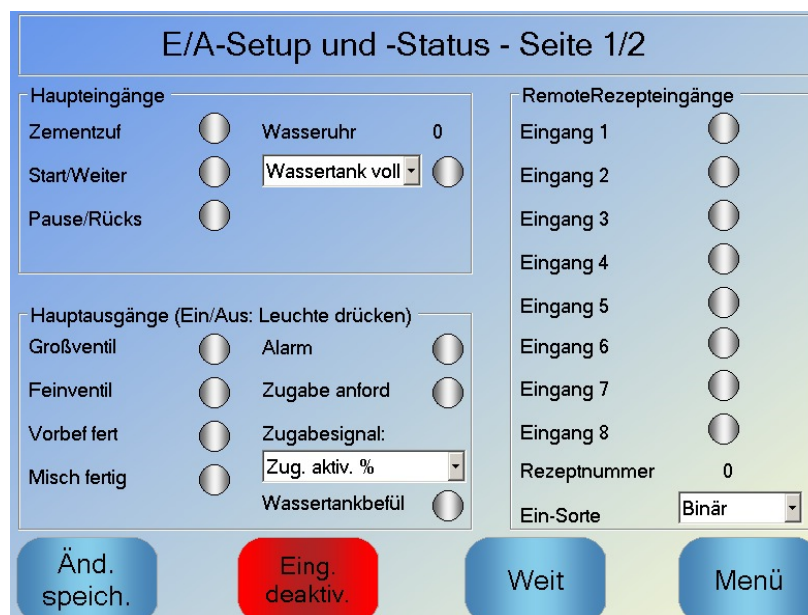 E/A-Setup und -Status - Seite 1/2
Haupteingänge
Zementzuf
Wasseruhr 0
Start/Weiter
Wassertank voll
Pause/Rücks
Hauptausgänge (Ein/Aus: Leuchte drücken)
Großventil
Alarm
Feinventil
Zugabe anford
Vorbef fert
Zugabesignal:
Misch fertig
Zug. aktiv. %
Wassertankbefül
RemoteRezepteingänge
Eingang 1
Eingang 2
Eingang 3
Eingang 4
Eingang 5
Eingang 6
Eingang 7
Eingang 8
Rezeptnummer 0
Ein-Sorte Binär
Änd.
speich.
Eing.
deaktiv.
Weit
Menü